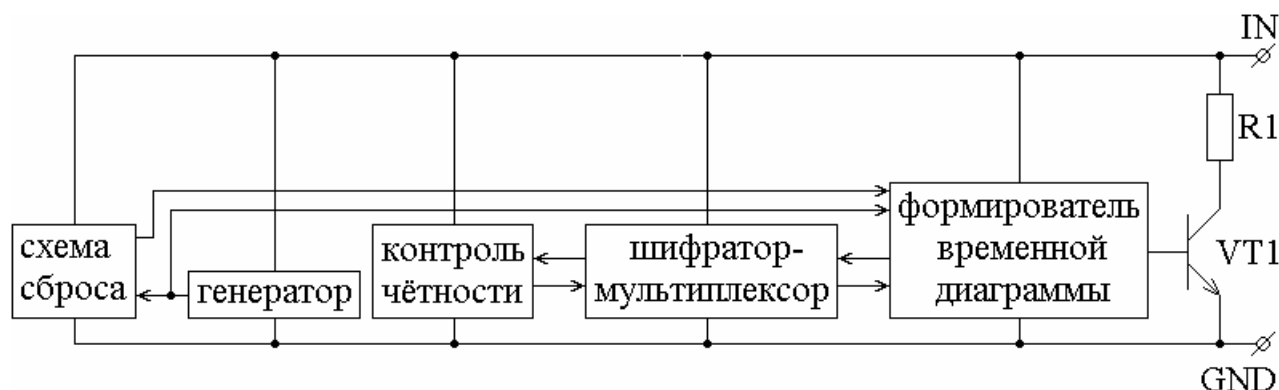 IN
R1
схема
сброса
генератор
контроль
чётности
шифратор-
мультиплексор
формирователь
временной
диаграммы
VT1
GND